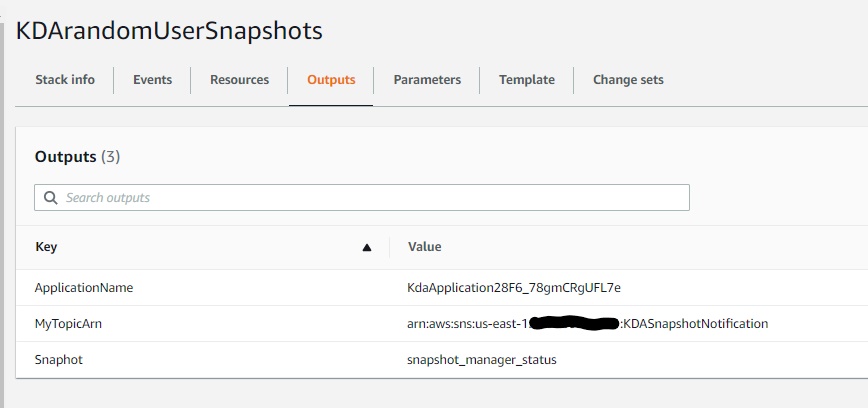 KDArandomUserSnapshots
Stack info Events Resources Outputs Parameters Template Change sets
Outputs (3)
Search outputs
Key Value
ApplicationName KdaApplication28F6_78gmCRgUFL7e
MyTopicArn arn:aws:sns:us-east-1 :KDASnapshotNotification
Snaphot snapshot_manager_status